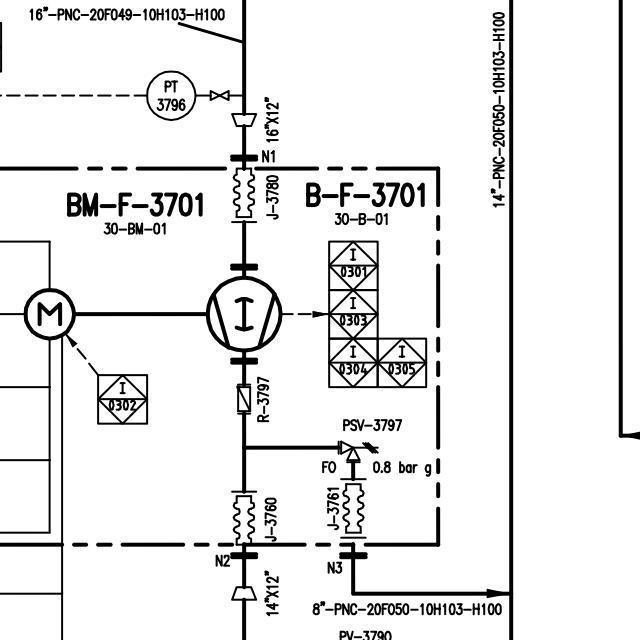 16"-PNC-20F049-10H103-H100
14"-PNC-20F050-10H103-H100
PT
3796
16"X12"
N1
BM-F-3701
30-BM-01
J-3780
B-F-3701
30-B-01
I
0301
M
I
I
0303
I
0304
I
0305
I
0302
R-3797
PSV-3797
FO
0.8 bar g
J-3760
J-3761
N2
N3
14"X12"
8"-PNC-20F050-10H103-H100
PV-3790